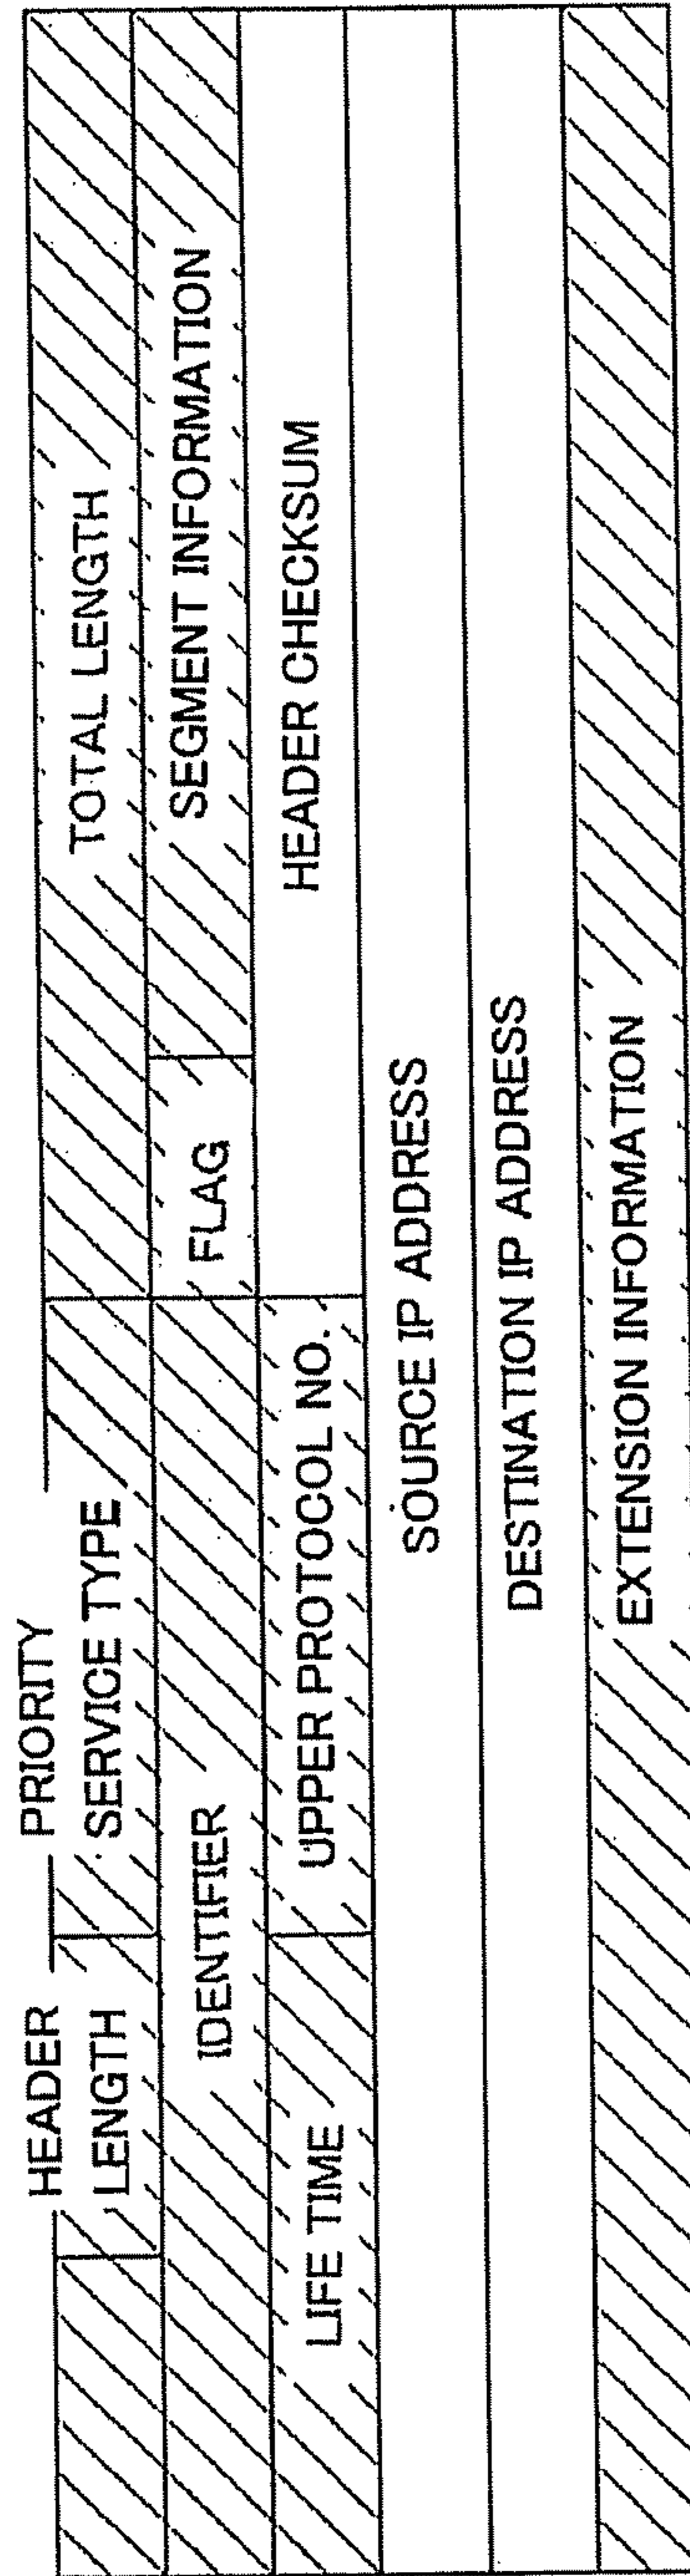 HEADER PRIORITY
LENGTH SERVICE TYPE TOTAL LENGTH
IDENTIFIER FLAG SEGMENT INFORMATION
LIFE TIME UPPER PROTOCOL NO. HEADER CHECKSUM
SOURCE IP ADDRESS
DESTINATION IP ADDRESS
EXTENSION INFORMATION